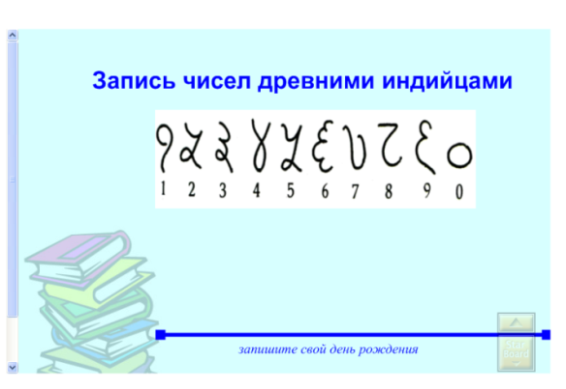 Запись чисел древними индийцами
1 2 3 4 5 6 7 8 9 0
запишите свой день рождения